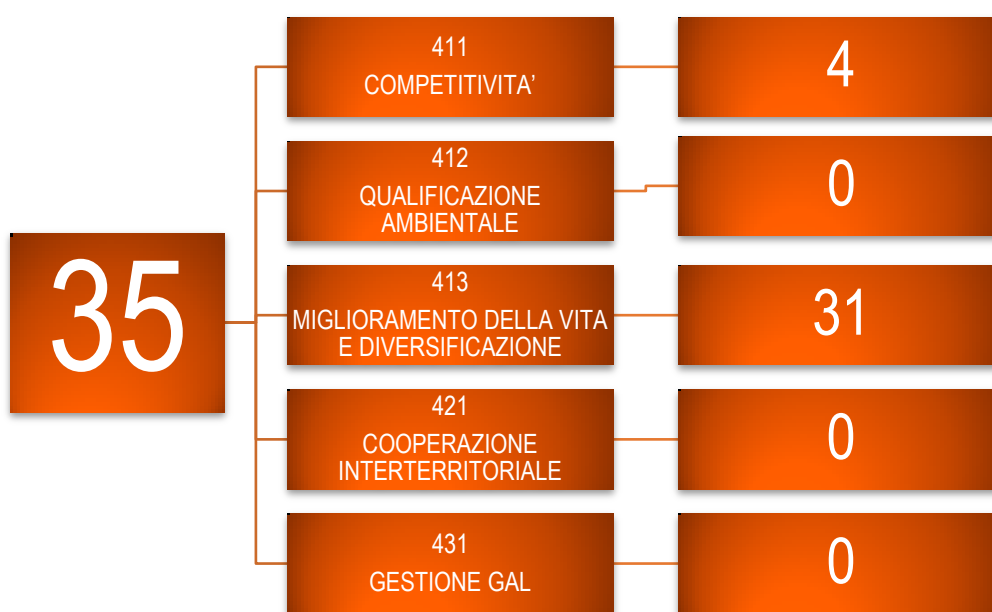 35
411
COMPETITIVITA’
4
412
QUALIFICAZIONE
AMBIENTALE
0
413
MIGLIORAMENTO DELLA VITA
E DIVERSIFICAZIONE
31
421
COOPERAZIONE
INTERTERRITORIALE
0
431
GESTIONE GAL
0